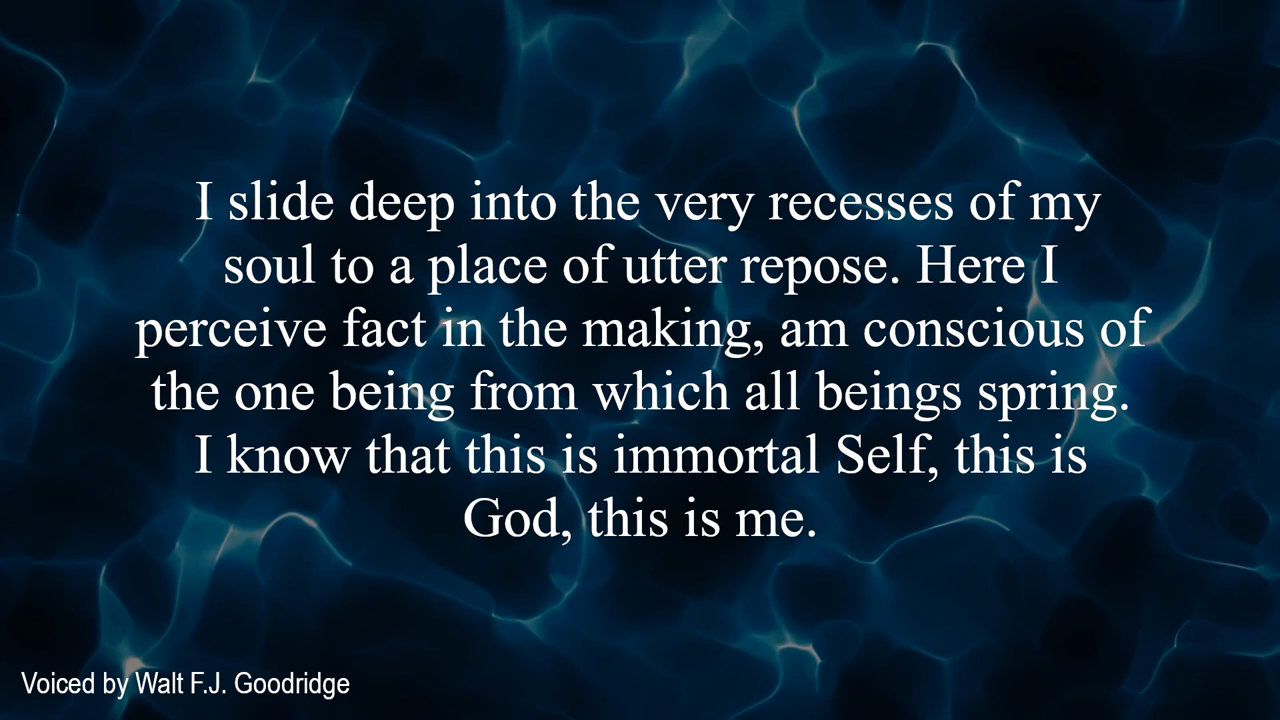 I slide deep into the very recesses of my
soul to a place of utter repose. Here I
perceive fact in the making, am conscious of
the one being from which all beings spring.
I know that this is immortal Self, this is
God, this is me.
Voiced by Walt F.J. Goodridge